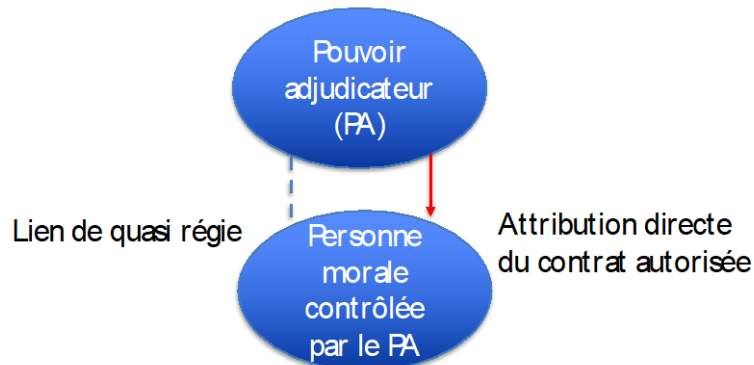 Pouvoir
adjudicateur
(PA)
Lien de quasi régie
Attribution directe
du contrat autorisée
Personne
morale
contrôlée
par le PA